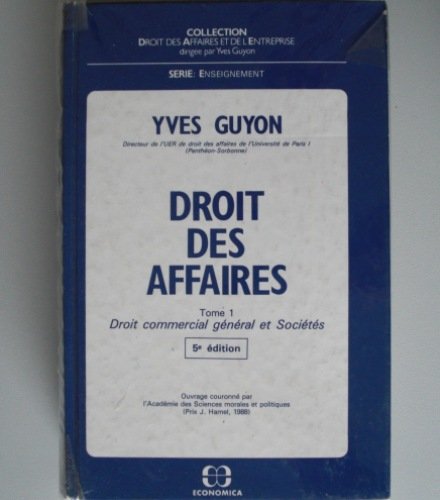 COLLECTION
DROIT DES AFFAIRES ET DE L'ENTREPRISE
dirigée par Yves Guyon
SERIE: ENSEIGNEMENT
YVES GUYON
Directeur de l'UER de droit des affaires de l'Université de Paris I
(Panthéon-Sorbonne)
DROIT
DES
AFFAIRES
Tome 1
Droit commercial général et Sociétés
5e édition
Ouvrage couronné par
l'Académie des Sciences morales et politiques
(Prix J. Hamel, 1988)
ECONOMICA